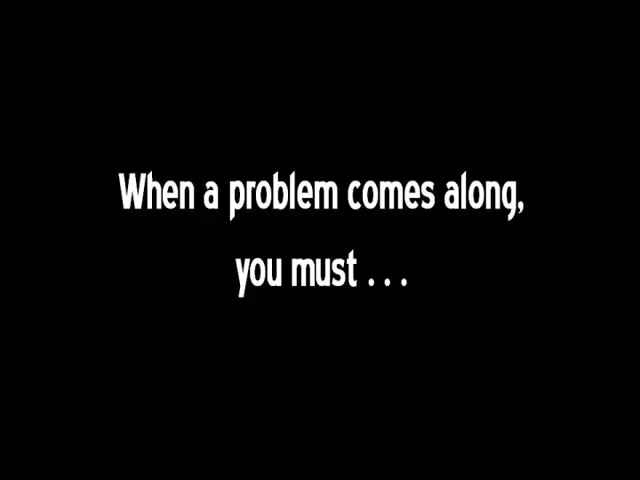 When a problem comes along,
you must . . .